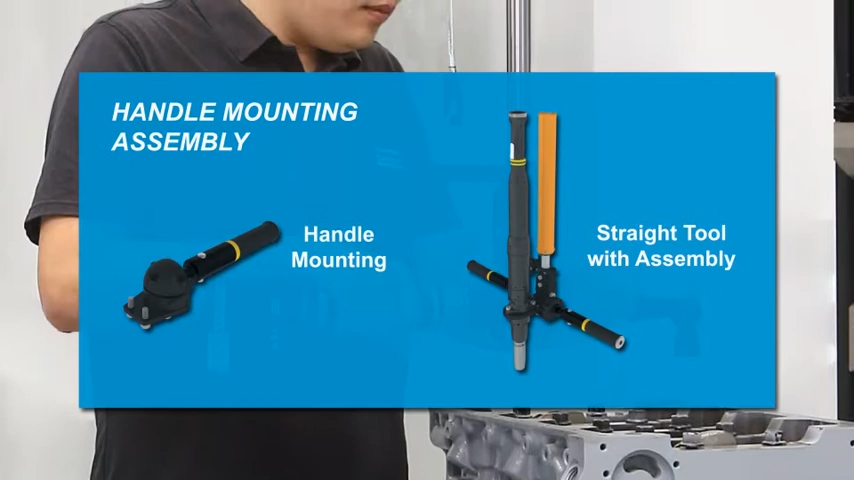 HANDLE MOUNTING
ASSEMBLY
Handle
Mounting
Straight Tool
with Assembly